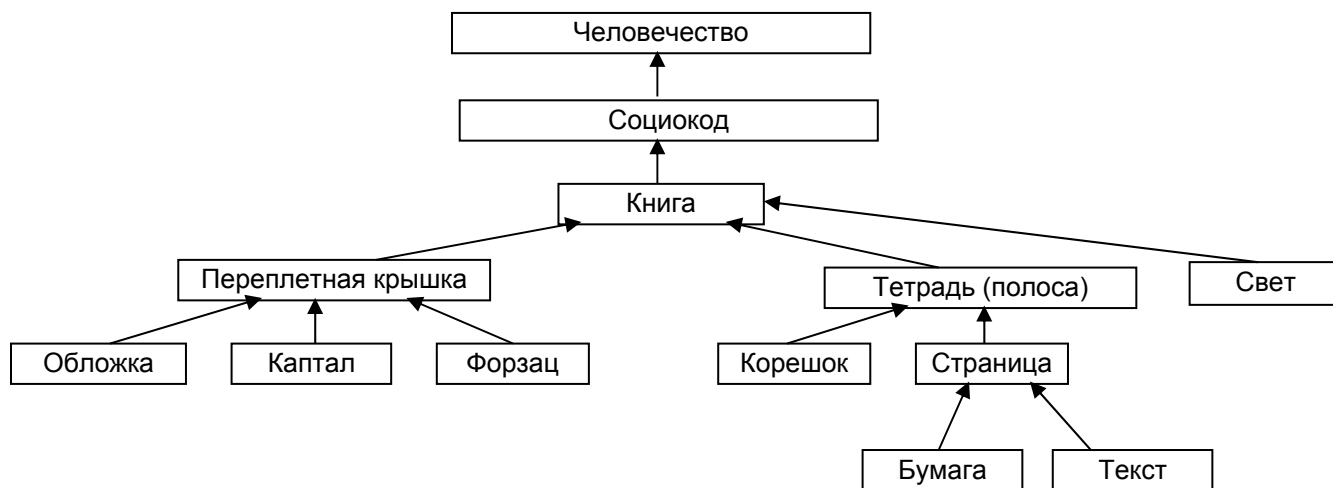 Человечество
Социокод
Книга
Переплетная крышка
Тетрадь (полоса)
Свет
Обложка
Каптал
Форзац
Корешок
Страница
Бумага
Текст